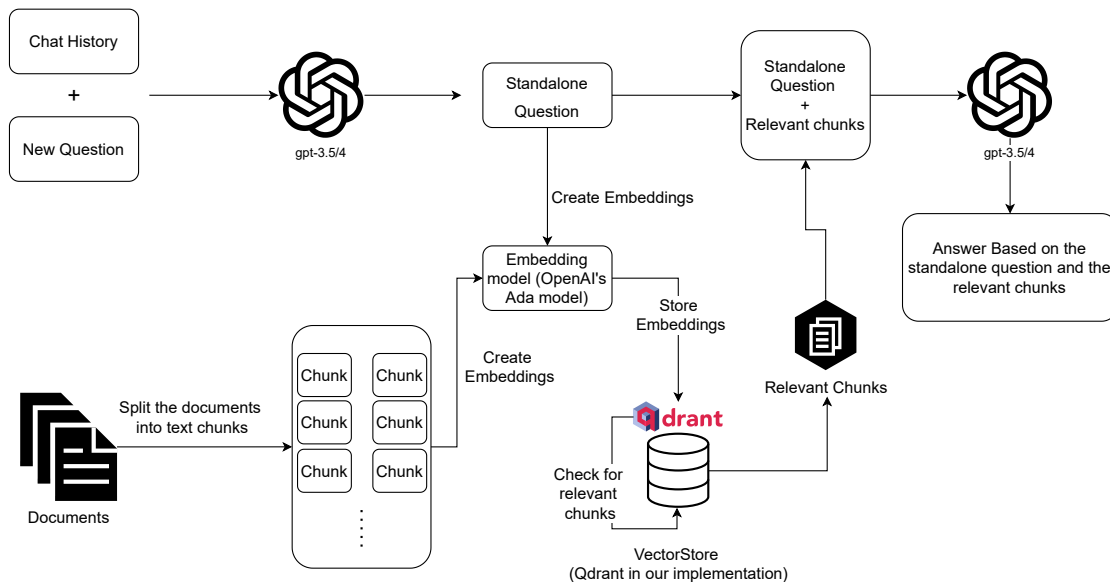 Chat History
+
New Question
gpt-3.5/4
Standalone
Question
Standalone
Question
+
Relevant chunks
gpt-3.5/4
Create Embeddings
Answer Based on the
standalone question and the
relevant chunks
Embedding
model (OpenAI's
Ada model)
Store
Embeddings
Create
Embeddings
Relevant Chunks
Documents
Split the documents
into text chunks
Chunk
Chunk
Chunk
Chunk
Chunk
Chunk
qdrant
Check for
relevant
chunks
VectorStore
(Qdrant in our implementation)